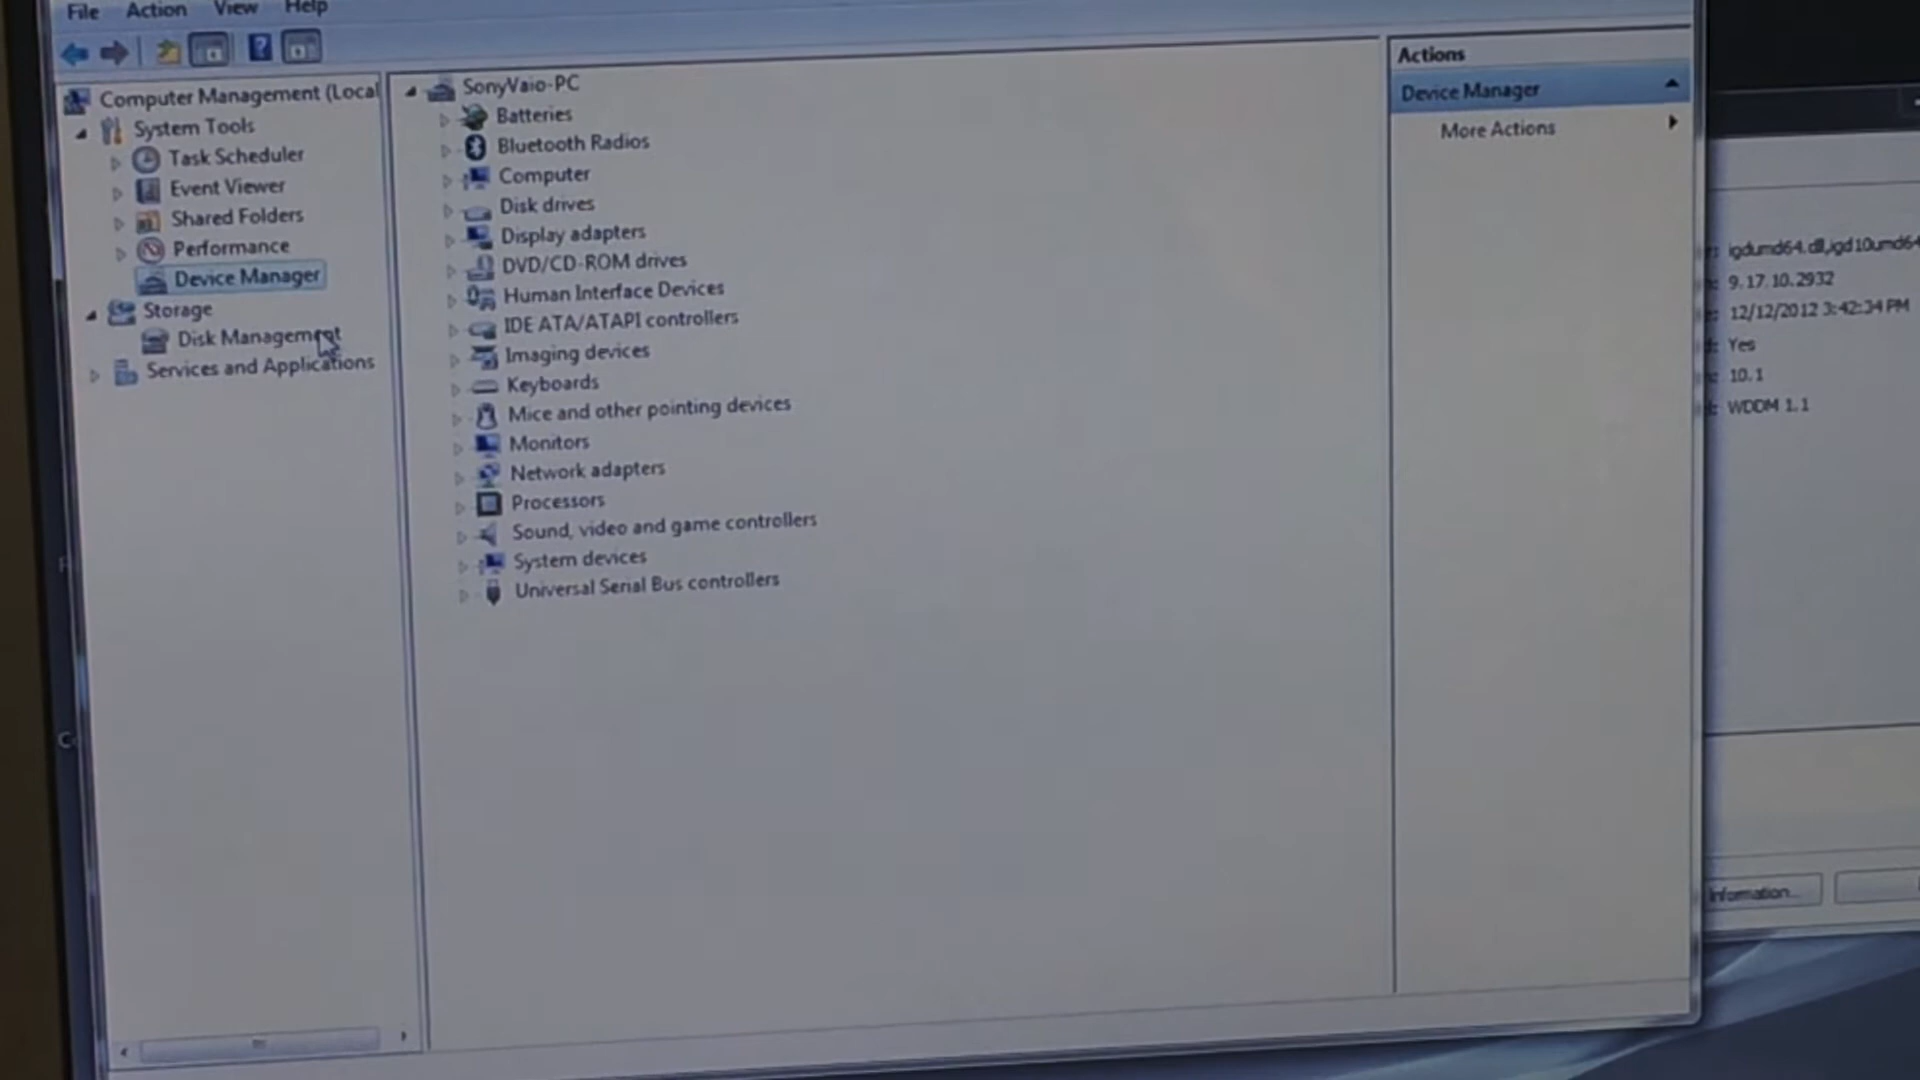 File Action View Help
Computer Management (Local
System Tools
Task Scheduler
Event Viewer
Shared Folders
Performance
Device Manager
Storage
Disk Management
Services and Applications
SonyVaio-PC
Batteries
Bluetooth Radios
Computer
Disk drives
Display adapters
DVD/CD-ROM drives
Human Interface Devices
IDE ATA/ATAPI controllers
Imaging devices
Keyboards
Mice and other pointing devices
Monitors
Network adapters
Processors
Sound, video and game controllers
System devices
Universal Serial Bus controllers
Actions
Device Manager
More Actions
igdumd64.dll,igd10umd64
9.17.10.2932
12/12/2012 3:42:34 PM
Yes
10.1
WDDM 1.1
Information...